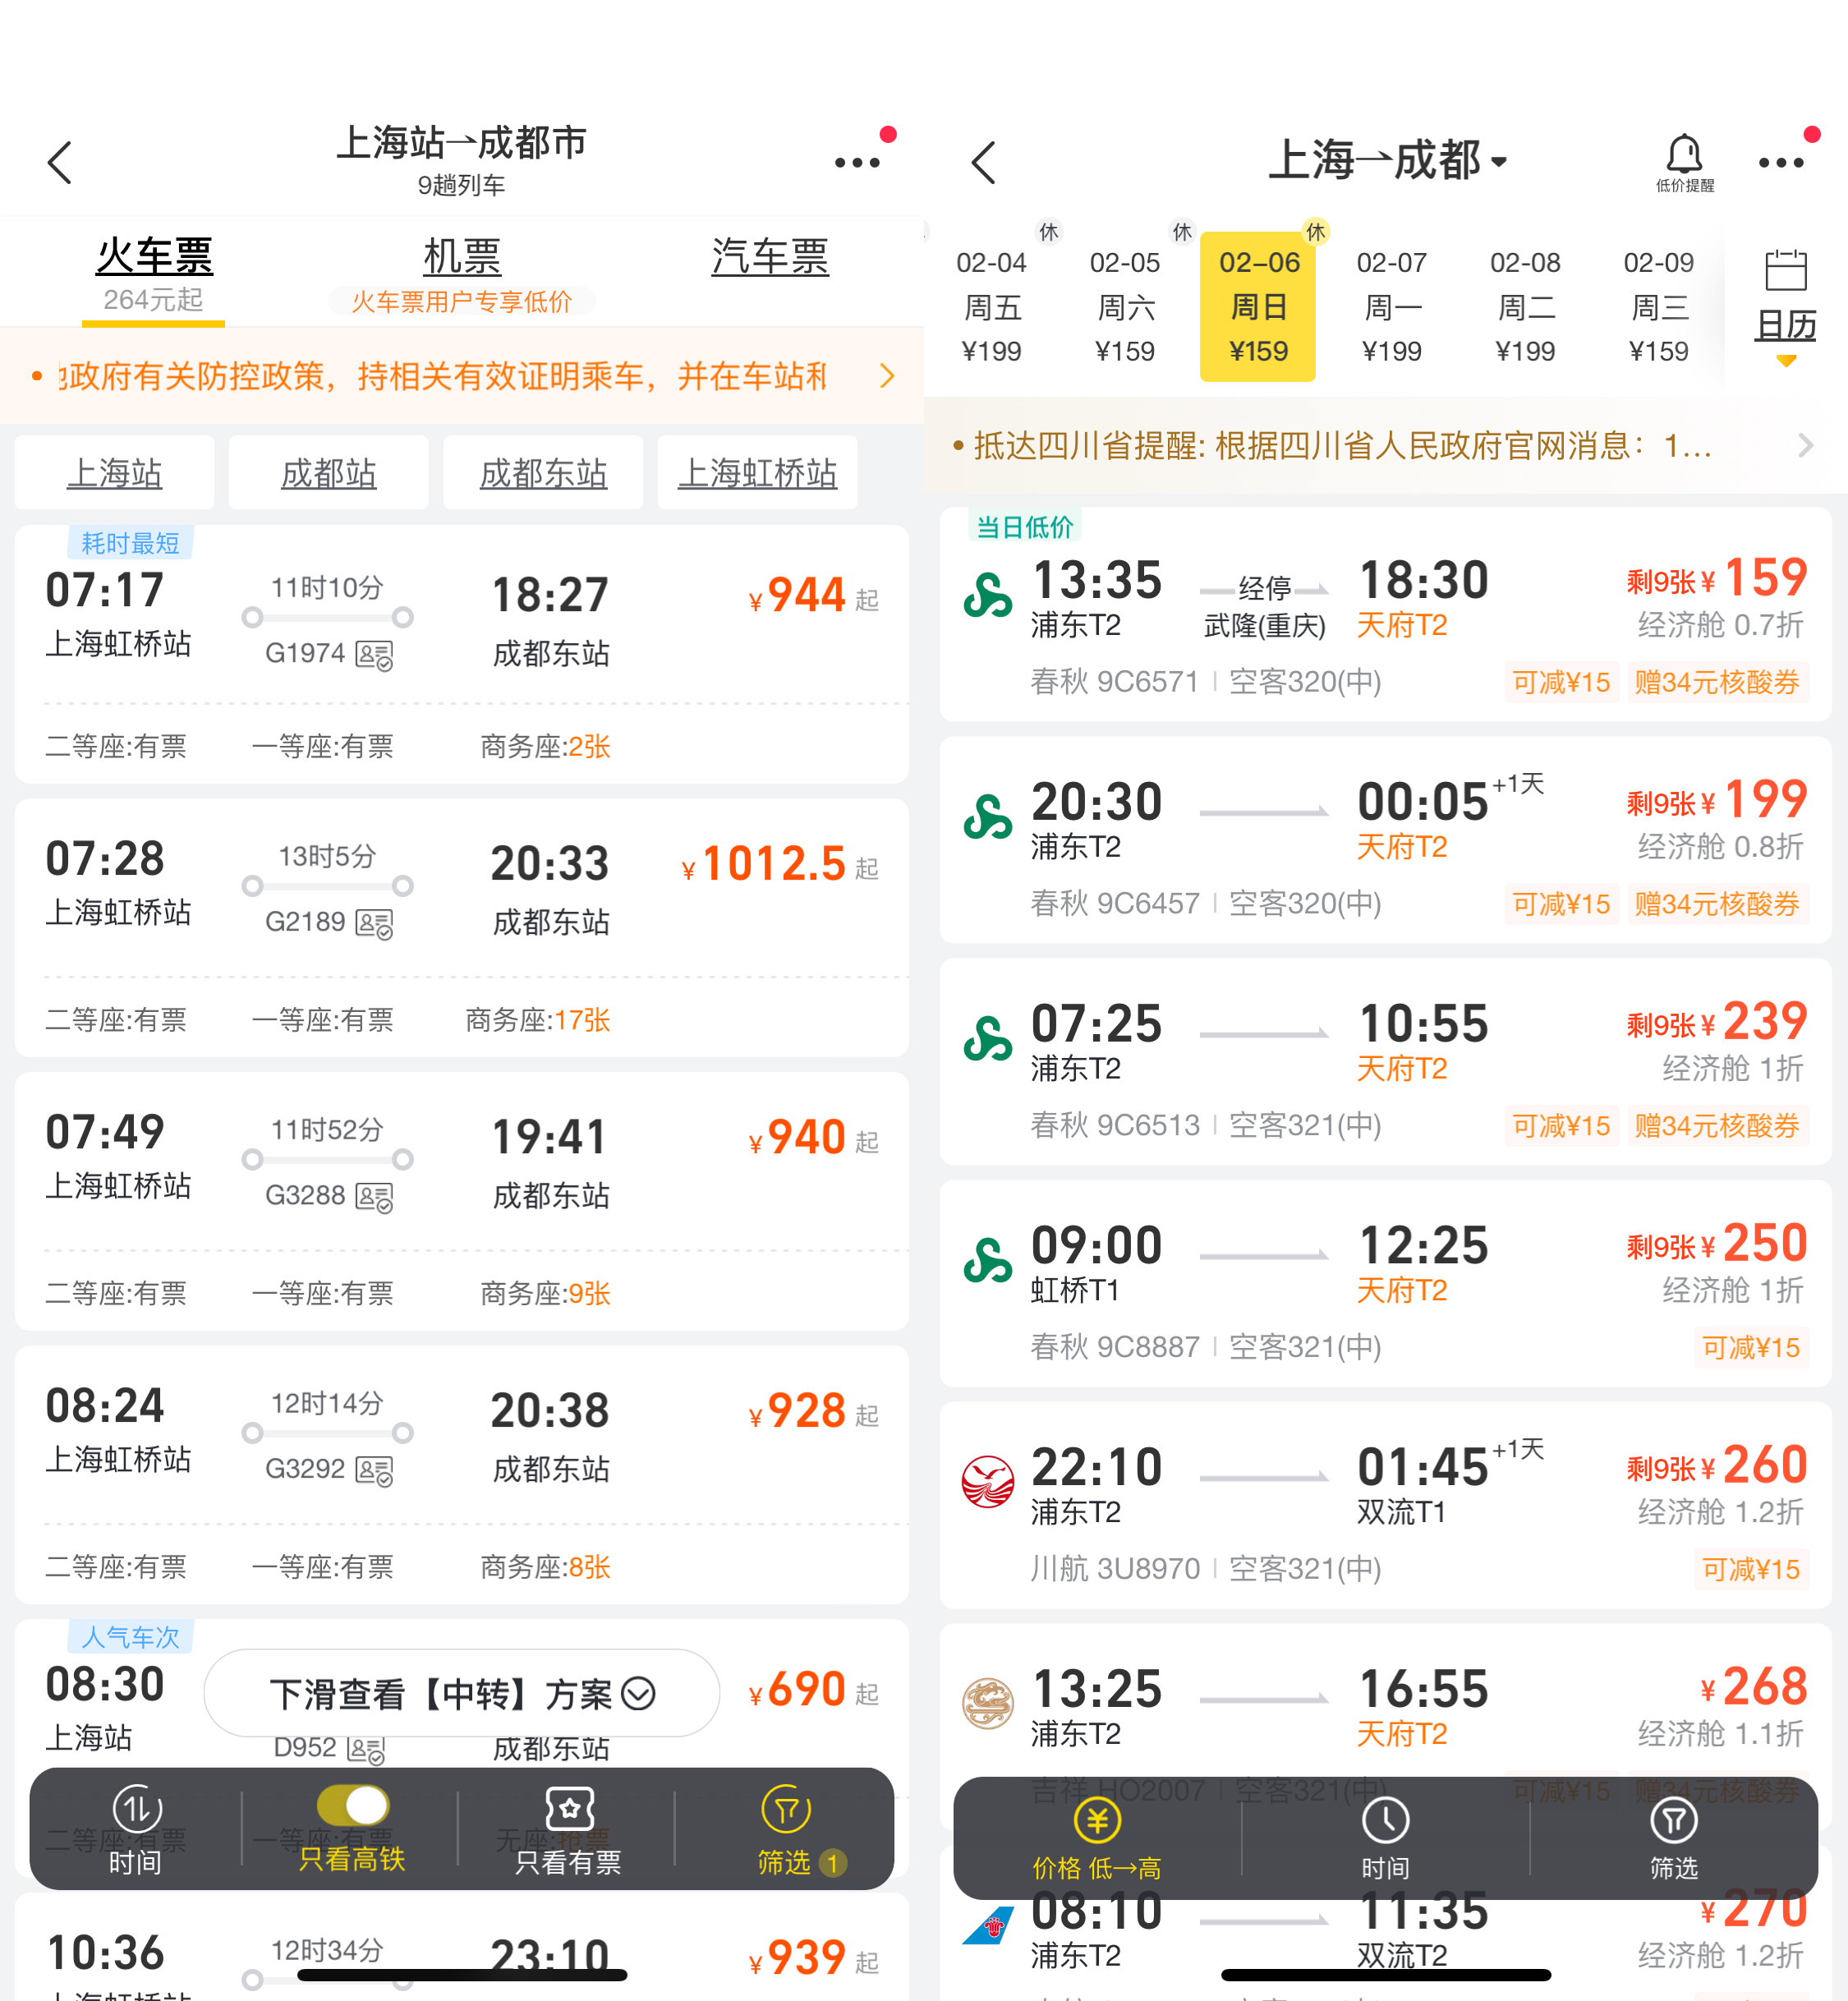 上海站→成都市
9趟列车
火车票
264元起
机票
火车票用户专享低价
汽车票
政府有关防控政策，持相关有效证明乘车，并在车站和
上海站
成都站
成都东站
上海虹桥站
耗时最短
07:17 11时10分 18:27 ¥944起
上海虹桥站 G1974 成都东站
二等座:有票 一等座:有票 商务座:2张
07:28 13时5分 20:33 ¥1012.5起
上海虹桥站 G2189 成都东站
二等座:有票 一等座:有票 商务座:17张
07:49 11时52分 19:41 ¥940起
上海虹桥站 G3288 成都东站
二等座:有票 一等座:有票 商务座:9张
08:24 12时14分 20:38 ¥928起
上海虹桥站 G3292 成都东站
二等座:有票 一等座:有票 商务座:8张
人气车次
08:30 下滑查看【中转】方案 ¥690起
上海站 D952 成都东站
二等座:有票 一等座:有票 无座:抢票
时间 只看高铁 只看有票 筛选 1
10:36 12时34分 23:10 ¥939起
上海虹桥站
上海→成都
低价提醒
休 休 休
02-04 02-05 02-06 02-07 02-08 02-09
周五 周六 周日 周一 周二 周三 日历
¥199 ¥159 ¥159 ¥199 ¥199 ¥159
抵达四川省提醒: 根据四川省人民政府官网消息：1...
当日低价
13:35 经停 18:30 剩9张¥159
浦东T2 武隆(重庆) 天府T2 经济舱 0.7折
春秋 9C6571 | 空客320(中) 可减¥15 赠34元核酸券
20:30 00:05+1天 剩9张¥199
浦东T2 天府T2 经济舱 0.8折
春秋 9C6457 | 空客320(中) 可减¥15 赠34元核酸券
07:25 10:55 剩9张¥239
浦东T2 天府T2 经济舱 1折
春秋 9C6513 | 空客321(中) 可减¥15 赠34元核酸券
09:00 12:25 剩9张¥250
虹桥T1 天府T2 经济舱 1折
春秋 9C8887 | 空客321(中) 可减¥15
22:10 01:45+1天 剩9张¥260
浦东T2 双流T1 经济舱 1.2折
川航 3U8970 | 空客321(中) 可减¥15
13:25 16:55 ¥268
浦东T2 天府T2 经济舱 1.1折
吉祥 HO2007 | 空客321(中) 可减¥15 赠34元核酸券
价格 低→高 时间 筛选
08:10 11:35 ¥270
浦东T2 双流T2 经济舱 1.2折